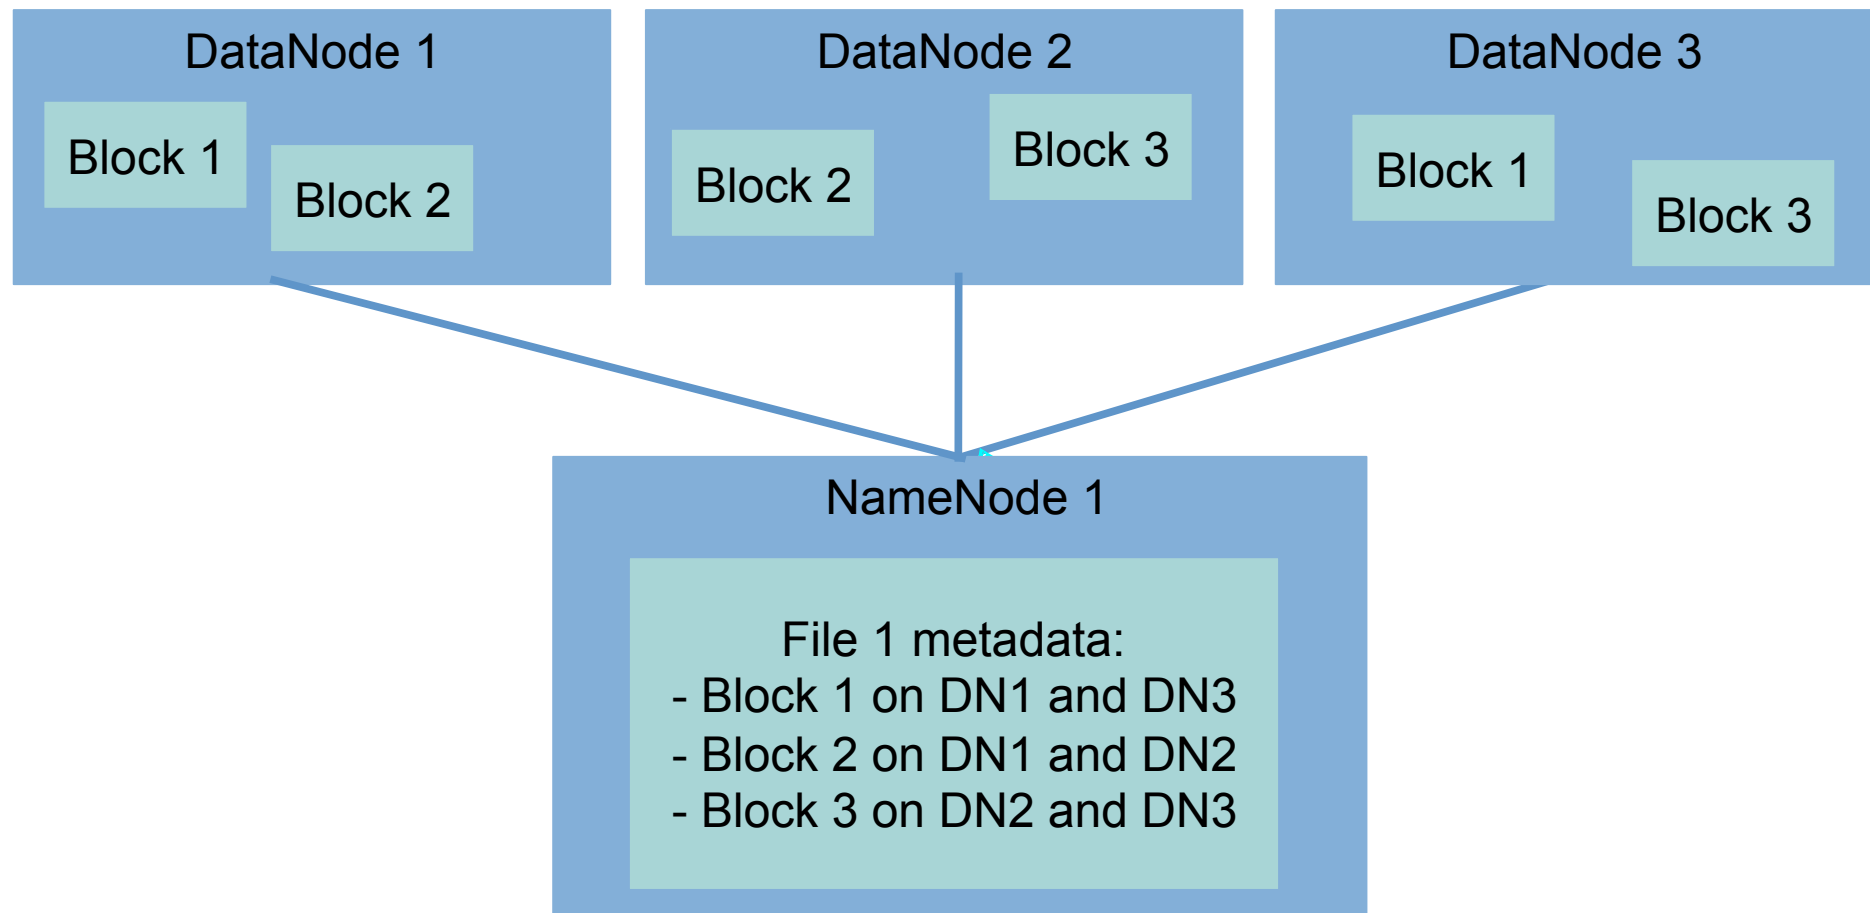 DataNode 1
Block 1
Block 2
DataNode 2
Block 2
Block 3
DataNode 3
Block 1
Block 3
NameNode 1
File 1 metadata:
- Block 1 on DN1 and DN3
- Block 2 on DN1 and DN2
- Block 3 on DN2 and DN3